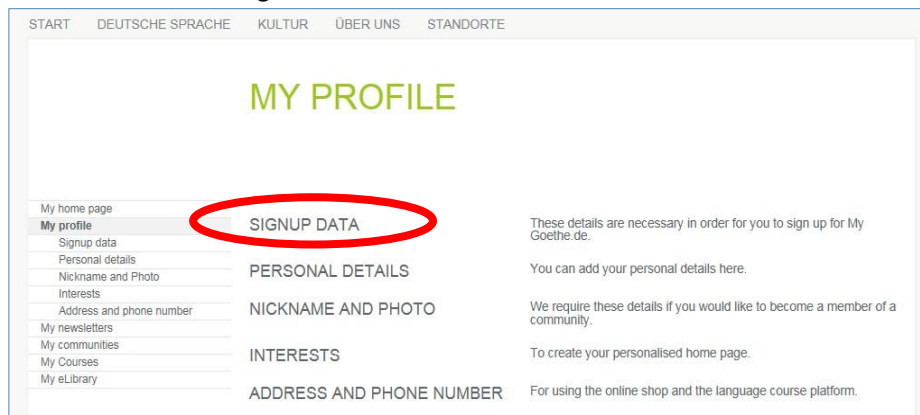 START DEUTSCHE SPRACHE KULTUR ÜBER UNS STANDORTE
MY PROFILE
My home page
My profile
Signup data
Personal details
Nickname and Photo
Interests
Address and phone number
My newsletters
My communities
My Courses
My eLibrary
SIGNUP DATA
These details are necessary in order for you to sign up for My
Goethe.de.
PERSONAL DETAILS
You can add your personal details here.
NICKNAME AND PHOTO
We require these details if you would like to become a member of a
community.
INTERESTS
To create your personalised home page.
ADDRESS AND PHONE NUMBER
For using the online shop and the language course platform.